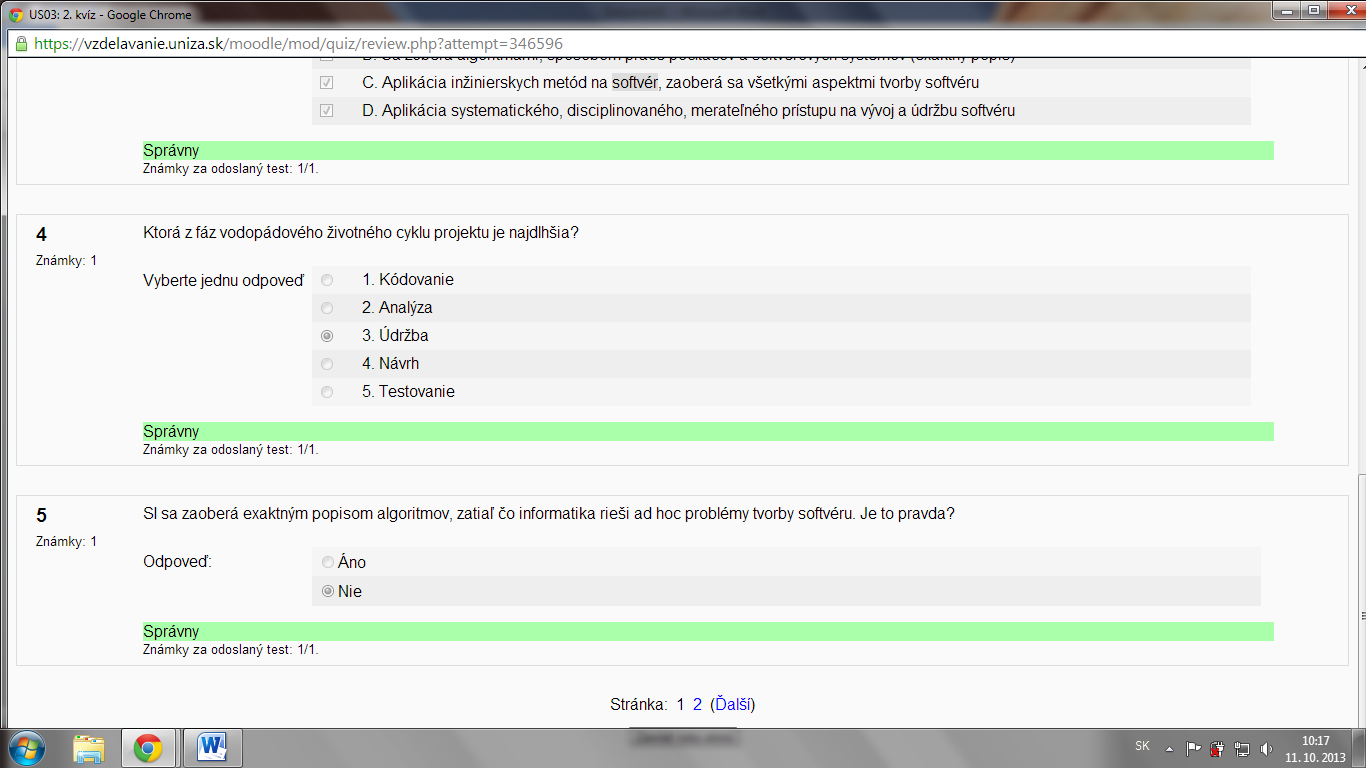 US03: 2. kvíz - Google Chrome
https://vzdelavanie.uniza.sk/moodle/mod/quiz/review.php?attempt=346596
C. Aplikácia inžinierskych metód na softvér, zaoberá sa všetkými aspektmi tvorby softvéru
D. Aplikácia systematického, disciplinovaného, merateľného prístupu na vývoj a údržbu softvéru
Správny
Známky za odoslaný test: 1/1.
4
Ktorá z fáz vodopádového životného cyklu projektu je najdlhšia?
Známky: 1
Vyberte jednu odpoveď
1. Kódovanie
2. Analýza
3. Údržba
4. Návrh
5. Testovanie
Správny
Známky za odoslaný test: 1/1.
5
SI sa zaoberá exaktným popisom algoritmov, zatiaľ čo informatika rieši ad hoc problémy tvorby softvéru. Je to pravda?
Známky: 1
Odpoveď:
Áno
Nie
Správny
Známky za odoslaný test: 1/1.
Stránka: 1 2 (Ďalší)
SK
10:17
11. 10. 2013